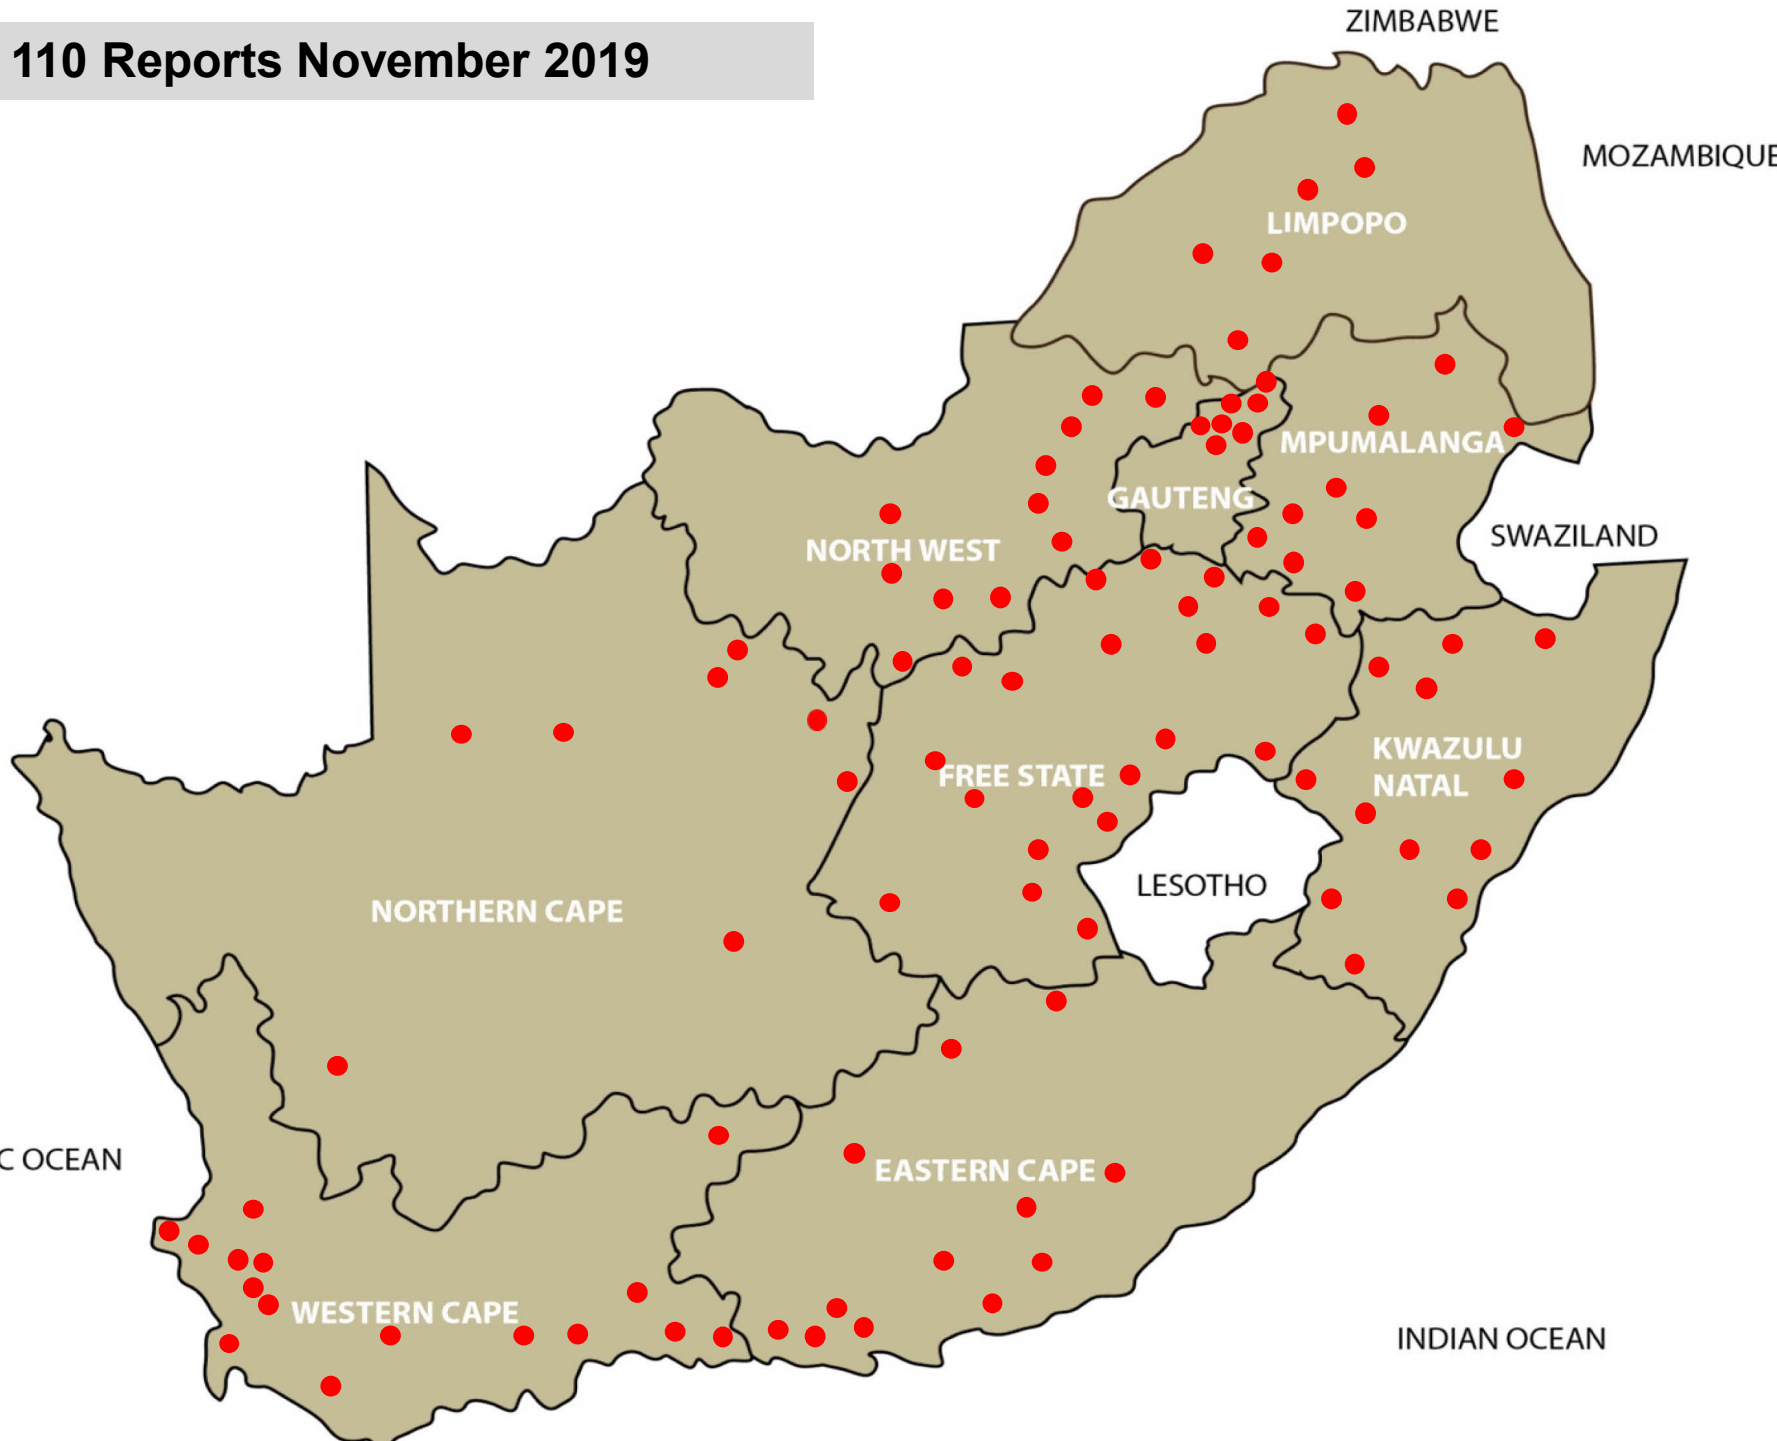 ZIMBABWE
110 Reports November 2019
MOZAMBIQUE
LIMPOPO
MPUMALANGA
GAUTENG
SWAZILAND
NORTH WEST
KWAZULU
NATAL
FREE STATE
LESOTHO
NORTHERN CAPE
C OCEAN
EASTERN CAPE
WESTERN CAPE
INDIAN OCEAN